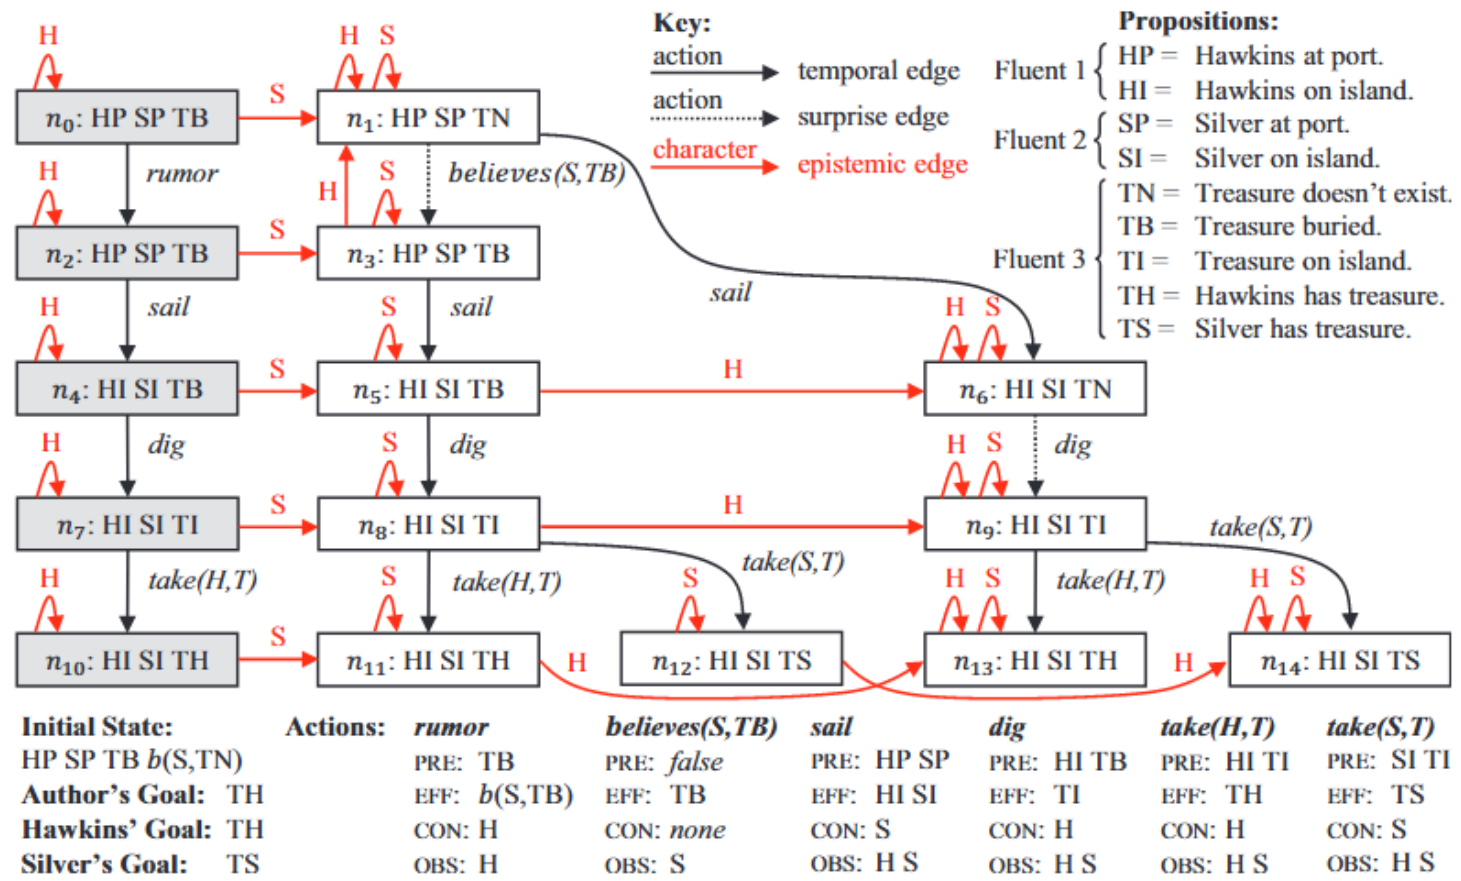 H
H S
Key:
action
temporal edge
action
surprise edge
character
epistemic edge
Propositions:
Fluent 1
HP = Hawkins at port.
HI = Hawkins on island.
Fluent 2
SP = Silver at port.
SI = Silver on island.
Fluent 3
TN = Treasure doesn't exist.
TB = Treasure buried.
TI = Treasure on island.
TH = Hawkins has treasure.
TS = Silver has treasure.
n₀: HP SP TB
S
n₁: HP SP TN
H
rumor
H
S
believes(S,TB)
n₂: HP SP TB
S
n₃: HP SP TB
sail
H
sail
S
sail
H S
n₄: HI SI TB
S
n₅: HI SI TB
H
n₆: HI SI TN
H
dig
S
dig
H S
dig
n₇: HI SI TI
S
n₈: HI SI TI
H
n₉: HI SI TI
take(S,T)
H
take(H,T)
S
take(H,T)
S
take(S,T)
H S
take(H,T)
H S
n₁₀: HI SI TH
S
n₁₁: HI SI TH
H
n₁₂: HI SI TS
n₁₃: HI SI TH
H
n₁₄: HI SI TS
Initial State:
HP SP TB b(S,TN)
Author's Goal: TH
Hawkins' Goal: TH
Silver's Goal: TS
Actions:
rumor
PRE: TB
EFF: b(S,TB)
CON: H
OBS: H
believes(S,TB)
PRE: false
EFF: TB
CON: none
OBS: S
sail
PRE: HP SP
EFF: HI SI
CON: S
OBS: H S
dig
PRE: HI TB
EFF: TI
CON: H
OBS: H S
take(H,T)
PRE: HI TI
EFF: TH
CON: H
OBS: H S
take(S,T)
PRE: SI TI
EFF: TS
CON: S
OBS: H S